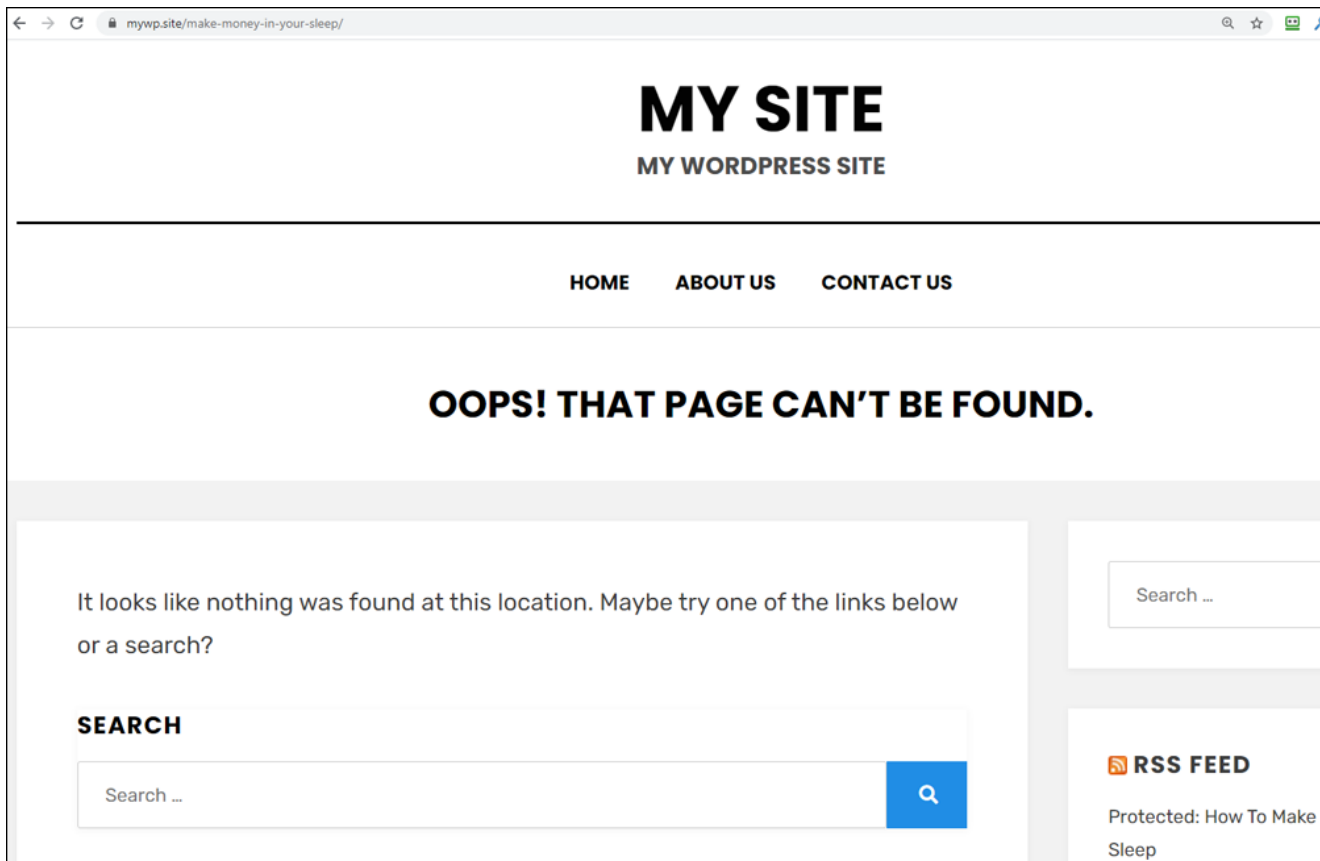 mywp.site/make-money-in-your-sleep/
MY SITE
MY WORDPRESS SITE
HOME ABOUT US CONTACT US
OOPS! THAT PAGE CAN’T BE FOUND.
It looks like nothing was found at this location. Maybe try one of the links below
or a search?
SEARCH
Search ...
Search ...
RSS FEED
Protected: How To Make
Sleep